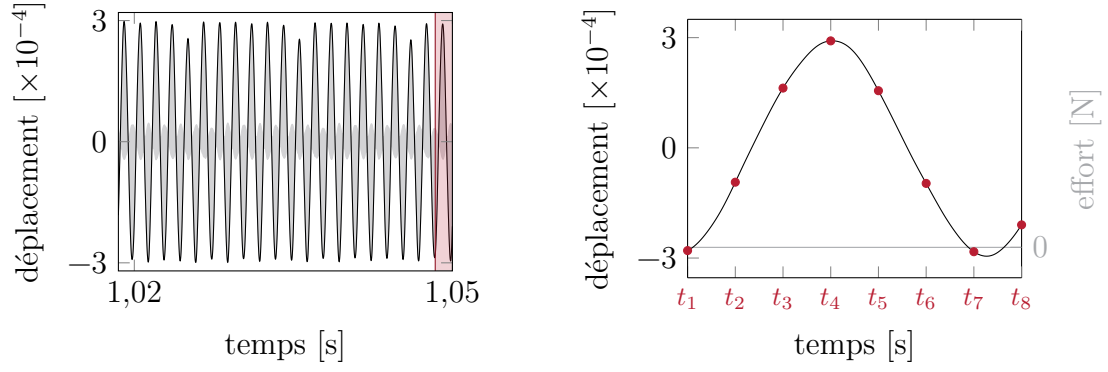 déplacement [×10⁻⁴]
3
0
−3
1,02
1,05
temps [s]
déplacement [×10⁻⁴]
3
0
−3
t₁ t₂ t₃ t₄ t₅ t₆ t₇ t₈
temps [s]
0
effort [N]